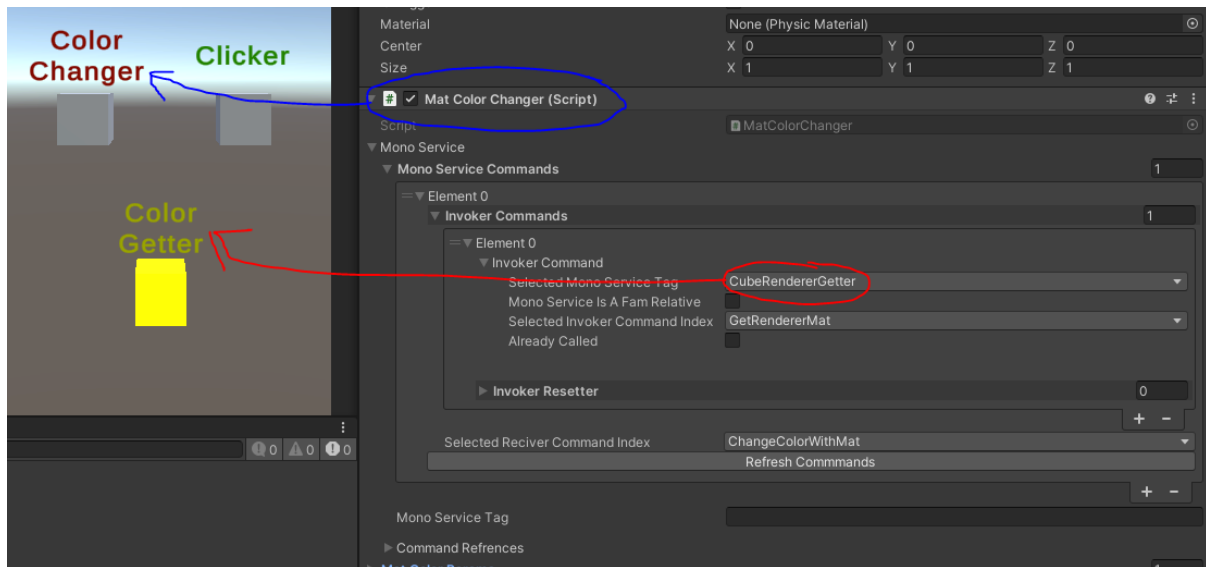 Color
Changer
Clicker
Color
Getter
0 0 0
Material None (Physic Material)
Center X 0 Y 0 Z 0
Size X 1 Y 1 Z 1
# Mat Color Changer (Script)
Script MatColorChanger
Mono Service
Mono Service Commands 1
Element 0
Invoker Commands 1
Element 0
Invoker Command
Selected Mono Service Tag CubeRendererGetter
Mono Service Is A Fam Relative
Selected Invoker Command Index GetRendererMat
Already Called
Invoker Resetter 0
+ -
Selected Reciver Command Index ChangeColorWithMat
Refresh Commmands
+ -
Mono Service Tag
Command Refrences